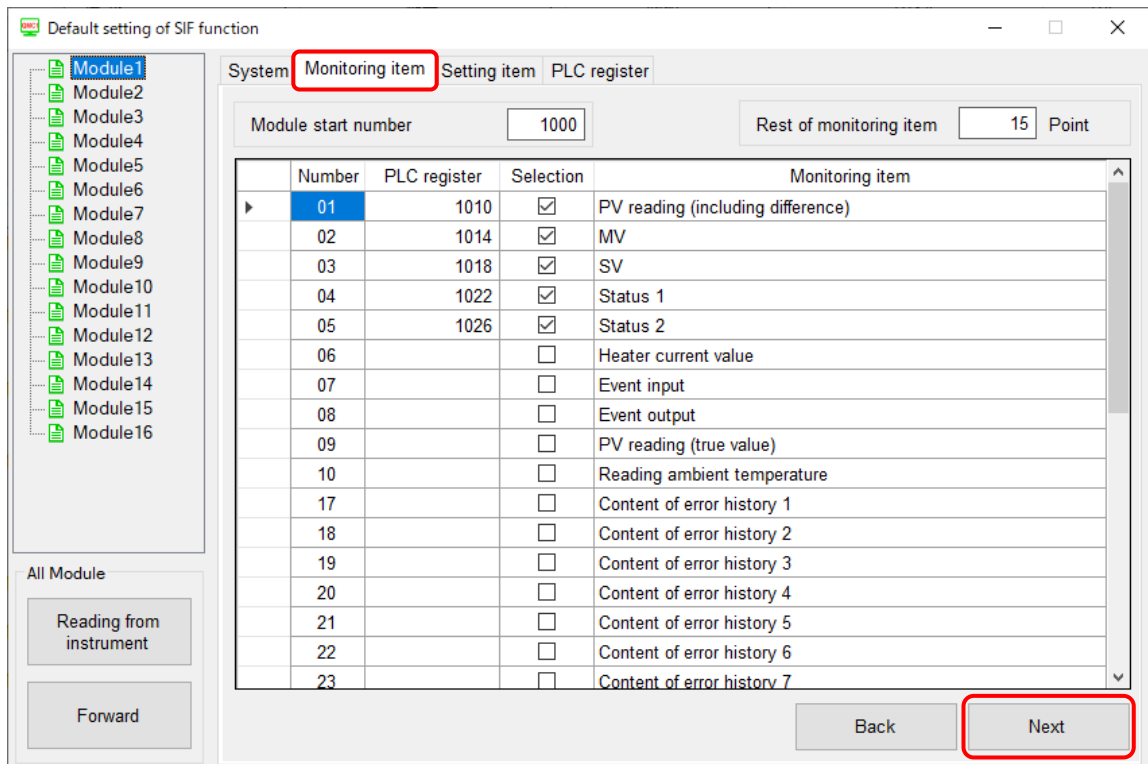 QMC1 Default setting of SIF function
Module1
Module2
Module3
Module4
Module5
Module6
Module7
Module8
Module9
Module10
Module11
Module12
Module13
Module14
Module15
Module16
All Module
Reading from
instrument
Forward
System Monitoring item Setting item PLC register
Module start number 1000 Rest of monitoring item 15 Point
Number PLC register Selection Monitoring item
01 1010 PV reading (including difference)
02 1014 MV
03 1018 SV
04 1022 Status 1
05 1026 Status 2
06 Heater current value
07 Event input
08 Event output
09 PV reading (true value)
10 Reading ambient temperature
17 Content of error history 1
18 Content of error history 2
19 Content of error history 3
20 Content of error history 4
21 Content of error history 5
22 Content of error history 6
23 Content of error history 7
Back Next